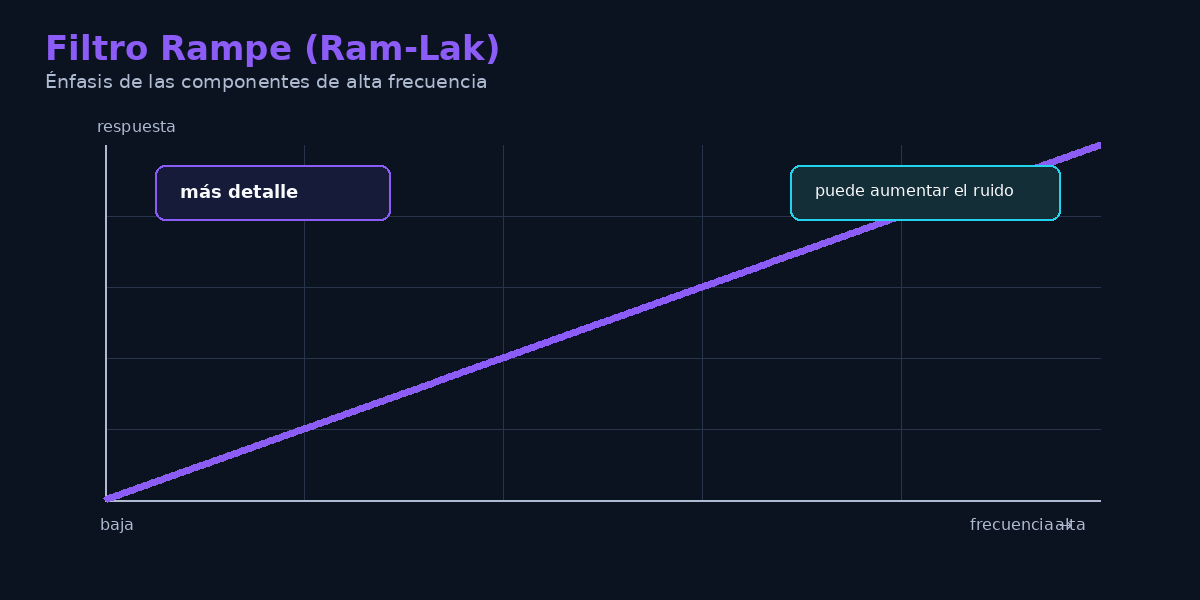 Filtro Rampe (Ram-Lak)
Énfasis de las componentes de alta frecuencia
respuesta
más detalle
puede aumentar el ruido
baja
frecuencia →
alta